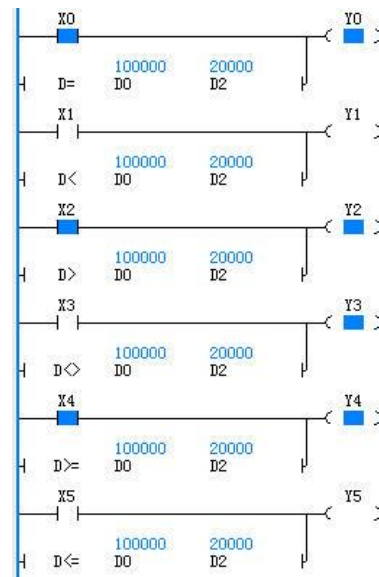 X0 Y0
100000 20000
D= D0 D2
X1 Y1
100000 20000
D< D0 D2
X2 Y2
100000 20000
D> D0 D2
X3 Y3
100000 20000
D<> D0 D2
X4 Y4
100000 20000
D>= D0 D2
X5 Y5
100000 20000
D<= D0 D2